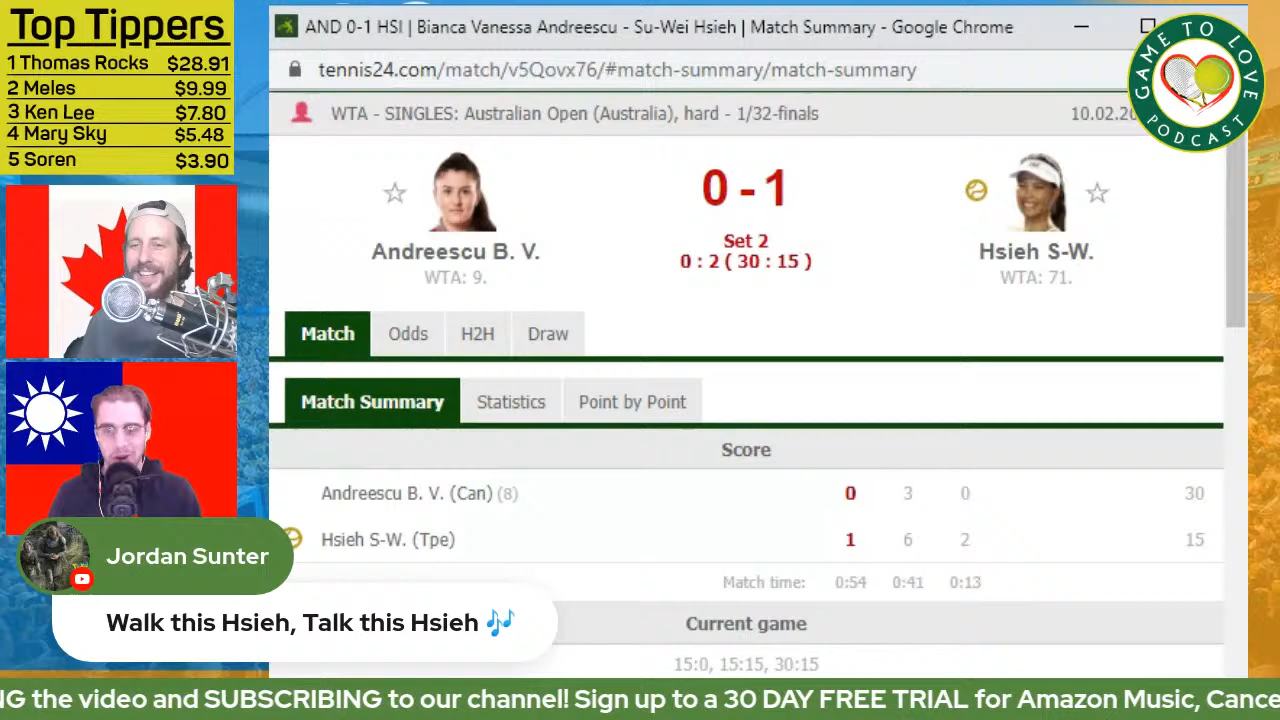 Top Tippers
1 Thomas Rocks $28.91
2 Meles $9.99
3 Ken Lee $7.80
4 Mary Sky $5.48
5 Soren $3.90
AND 0-1 HSI | Bianca Vanessa Andreescu - Su-Wei Hsieh | Match Summary - Google Chrome
tennis24.com/match/v5Qovx76/#match-summary/match-summary
WTA - SINGLES: Australian Open (Australia), hard - 1/32-finals
10.02.20
GAME TO LOVE
PODCAST
0 - 1
Set 2
0 : 2 ( 30 : 15 )
Andreescu B. V.
WTA: 9.
Hsieh S-W.
WTA: 71.
Match Odds H2H Draw
Match Summary Statistics Point by Point
Score
Andreescu B. V. (Can) (8) 0 3 0 30
Hsieh S-W. (Tpe) 1 6 2 15
Match time: 0:54 0:41 0:13
Current game
15:0, 15:15, 30:15
Jordan Sunter
Walk this Hsieh, Talk this Hsieh 🎶
NG the video and SUBSCRIBING to our channel! Sign up to a 30 DAY FREE TRIAL for Amazon Music, Cance